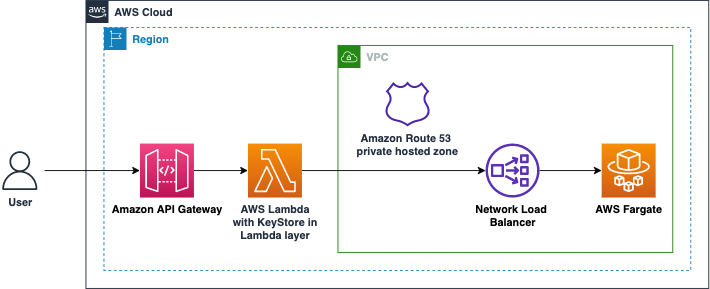 aws
AWS Cloud
Region
VPC
Amazon Route 53
private hosted zone
User
Amazon API Gateway
AWS Lambda
with KeyStore in
Lambda layer
Network Load
Balancer
AWS Fargate